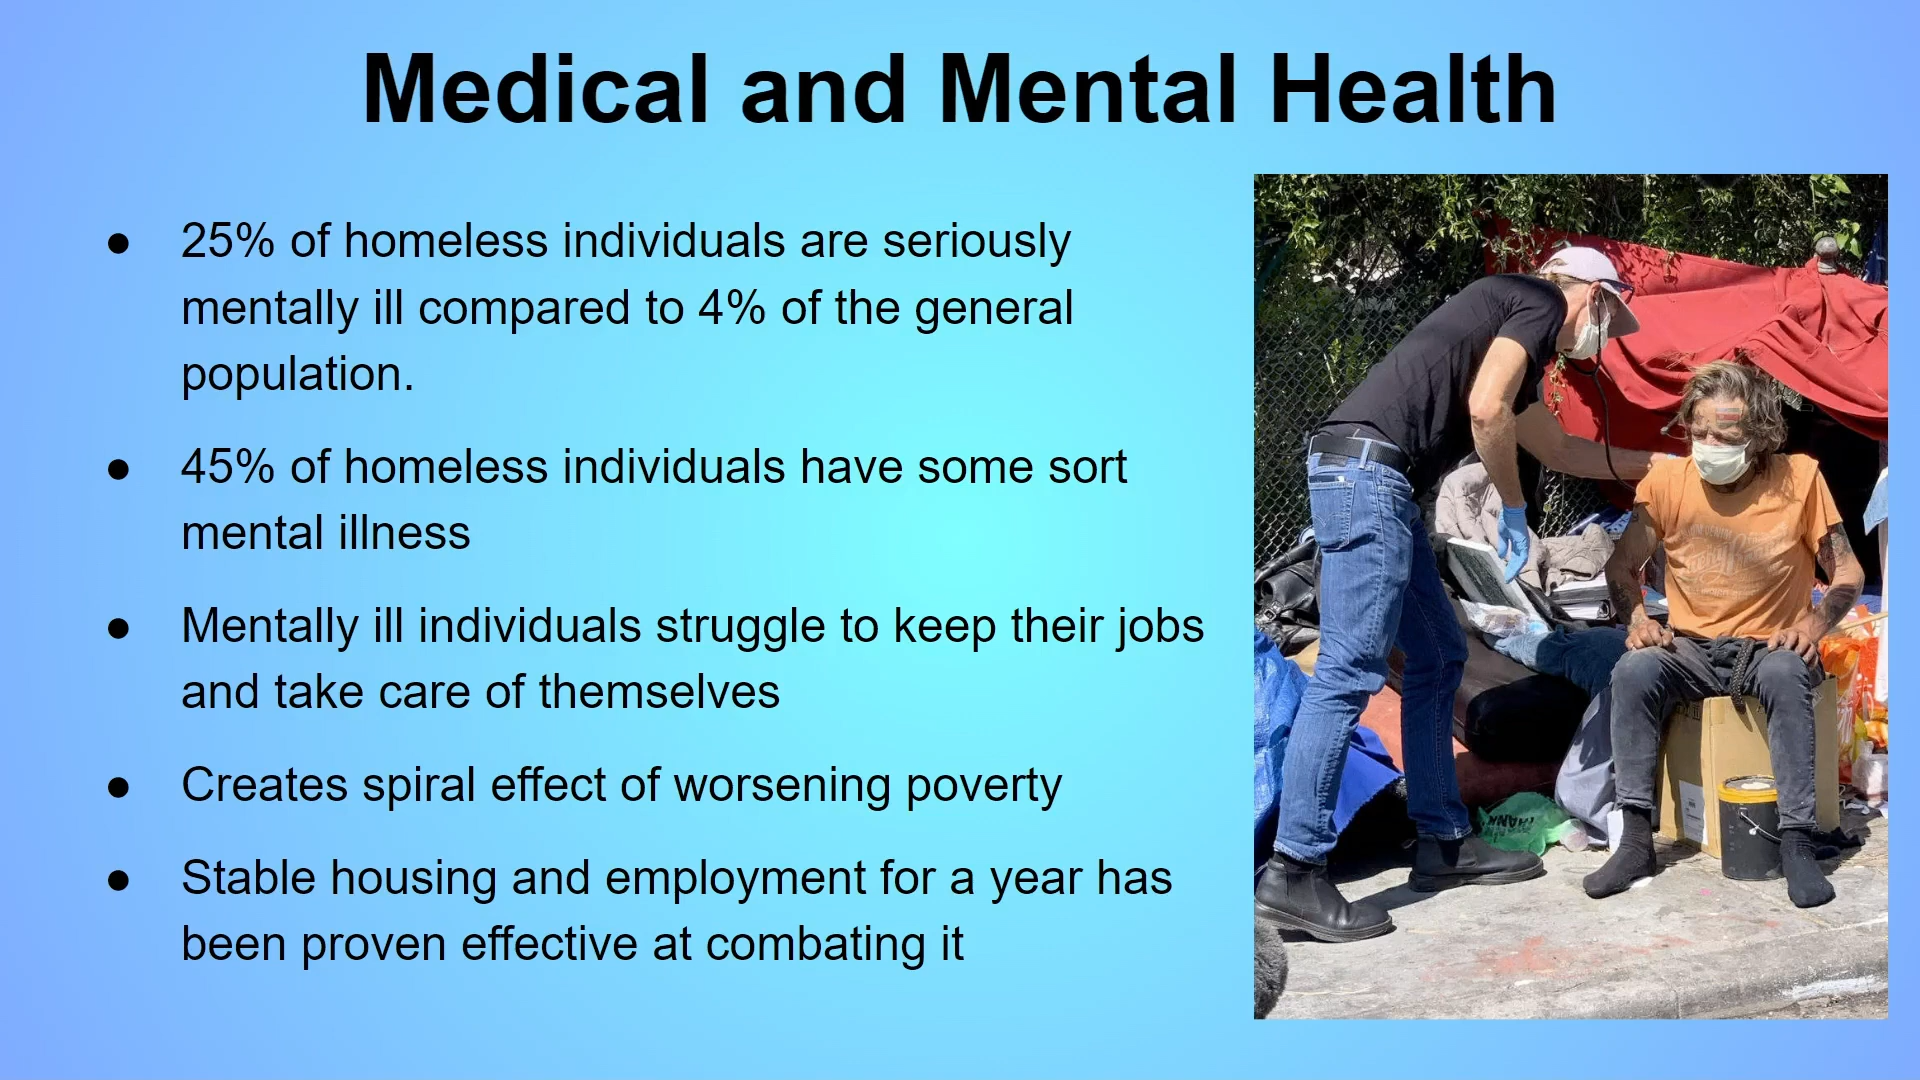 Medical and Mental Health
● 25% of homeless individuals are seriously
mentally ill compared to 4% of the general
population.
● 45% of homeless individuals have some sort
mental illness
● Mentally ill individuals struggle to keep their jobs
and take care of themselves
● Creates spiral effect of worsening poverty
● Stable housing and employment for a year has
been proven effective at combating it